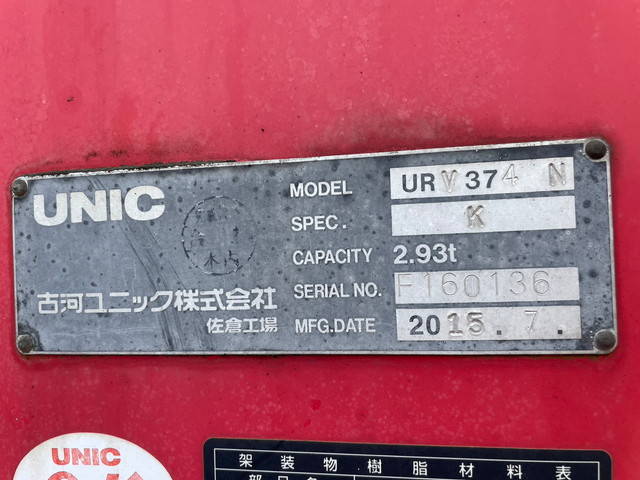 UNIC
MODEL URV374N
SPEC. K
CAPACITY 2.93t
SERIAL NO. F160136
MFG.DATE 2015.7.
古河ユニック株式会社
佐倉工場
UNIC
架装物樹脂材料表